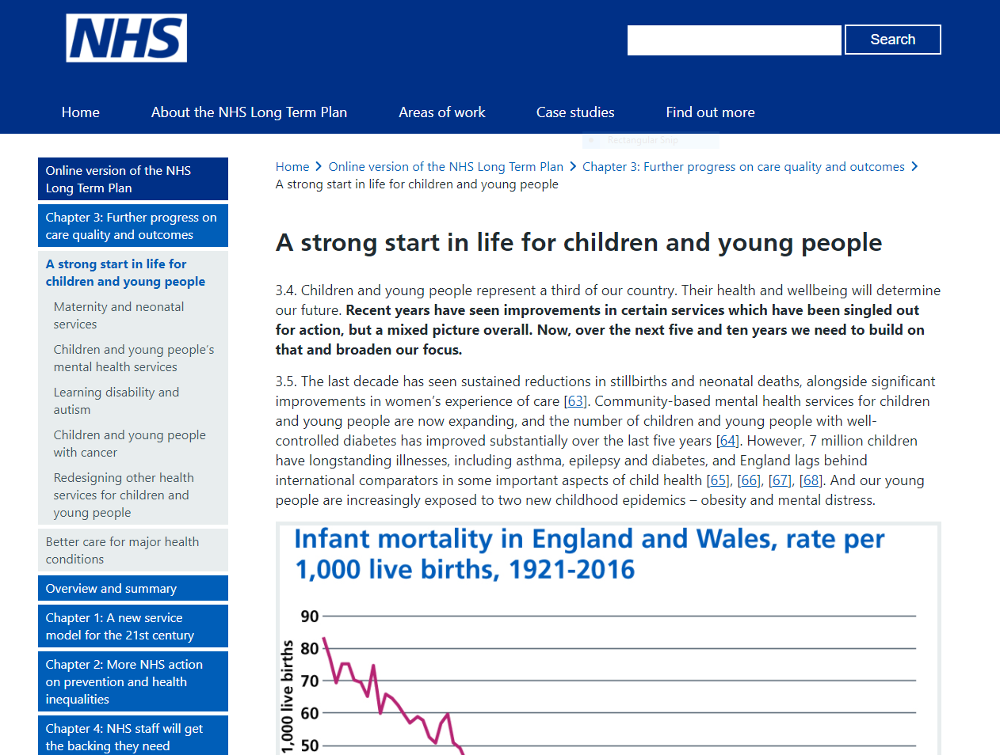 NHS
Search
Home
About the NHS Long Term Plan
Areas of work
Case studies
Find out more
Rectangular Snip
Online version of the NHS
Long Term Plan
Chapter 3: Further progress on
care quality and outcomes
A strong start in life for
children and young people
Maternity and neonatal
services
Children and young people's
mental health services
Learning disability and
autism
Children and young people
with cancer
Redesigning other health
services for children and
young people
Better care for major health
conditions
Overview and summary
Chapter 1: A new service
model for the 21st century
Chapter 2: More NHS action
on prevention and health
inequalities
Chapter 4: NHS staff will get
the backing they need
Home > Online version of the NHS Long Term Plan > Chapter 3: Further progress on care quality and outcomes >
A strong start in life for children and young people
A strong start in life for children and young people
3.4. Children and young people represent a third of our country. Their health and wellbeing will determine
our future. Recent years have seen improvements in certain services which have been singled out
for action, but a mixed picture overall. Now, over the next five and ten years we need to build on
that and broaden our focus.
3.5. The last decade has seen sustained reductions in stillbirths and neonatal deaths, alongside significant
improvements in women's experience of care [63]. Community-based mental health services for children
and young people are now expanding, and the number of children and young people with well-
controlled diabetes has improved substantially over the last five years [64]. However, 7 million children
have longstanding illnesses, including asthma, epilepsy and diabetes, and England lags behind
international comparators in some important aspects of child health [65], [66], [67], [68]. And our young
people are increasingly exposed to two new childhood epidemics – obesity and mental distress.
Infant mortality in England and Wales, rate per
1,000 live births, 1921-2016
90
80
70
60
50
1,000 live births